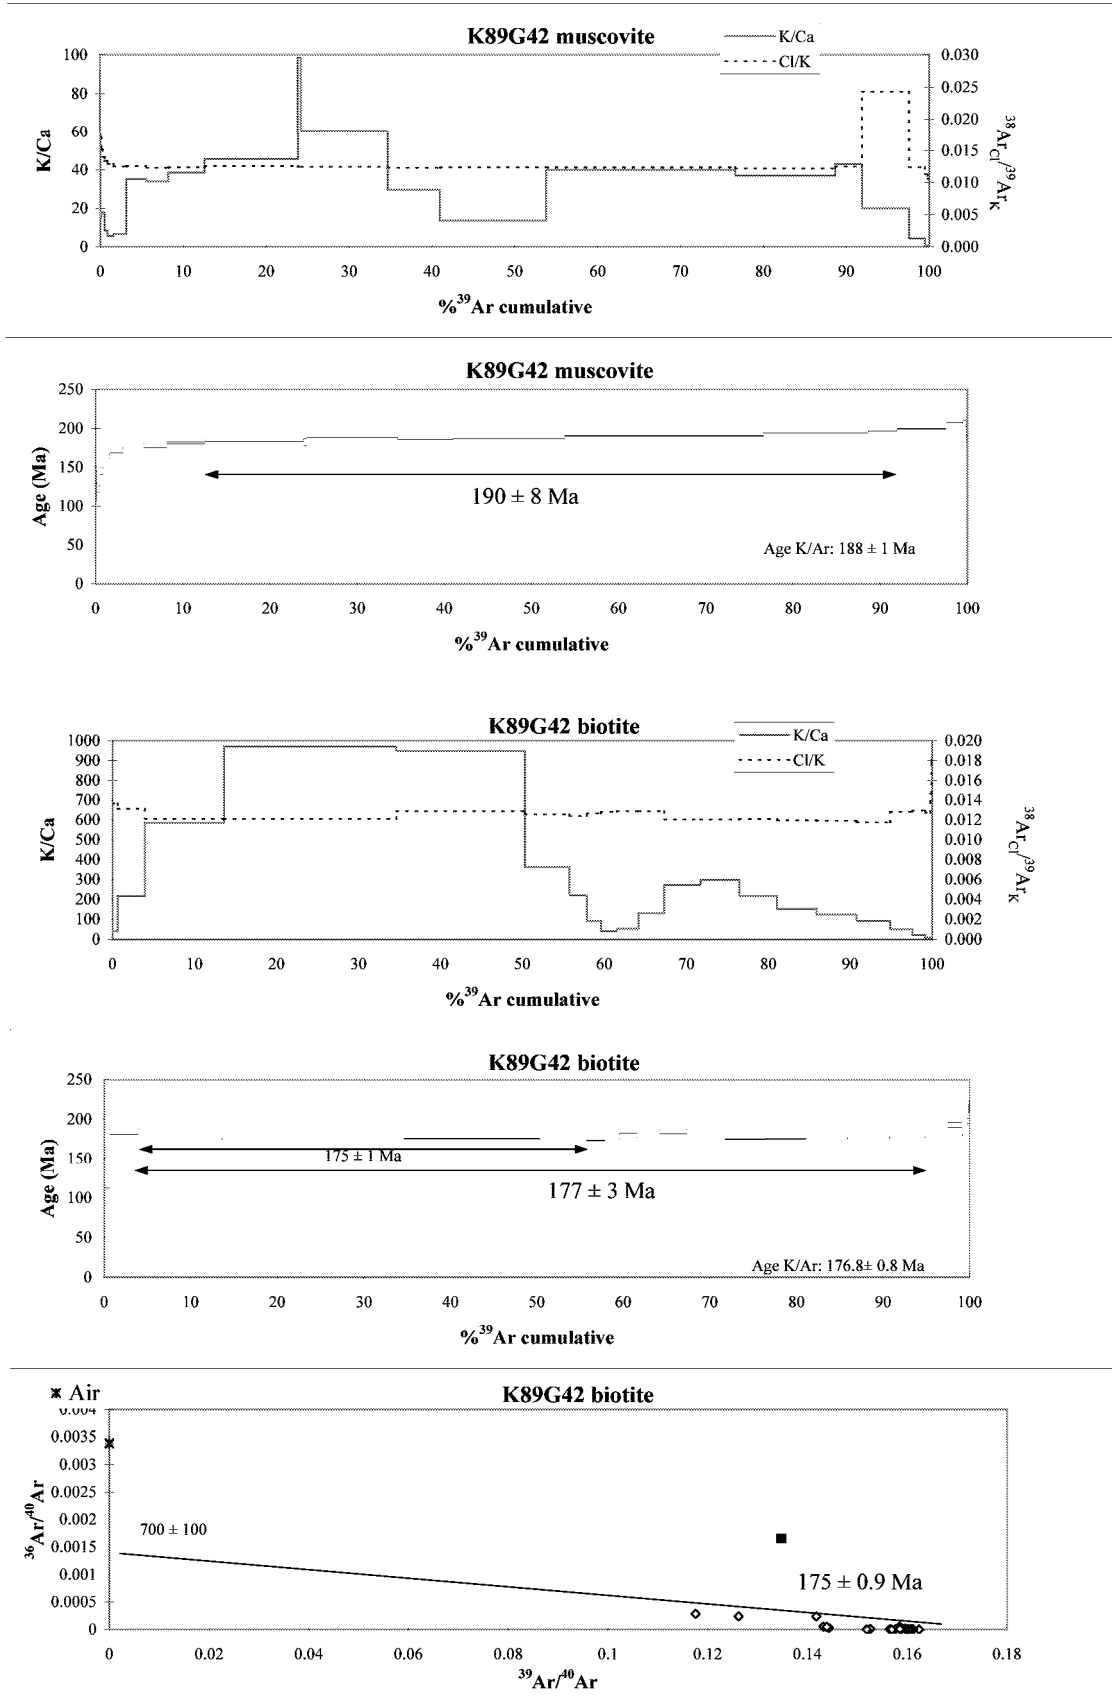 K89G42 muscovite
K/Ca
Cl/K
100
80
60
40
20
0
K/Ca
0.030
0.025
0.020
0.015
0.010
0.005
0.000
38ArCl/39ArK
0 10 20 30 40 50 60 70 80 90 100
%39Ar cumulative
K89G42 muscovite
250
200
150
100
50
0
Age (Ma)
190 ± 8 Ma
Age K/Ar: 188 ± 1 Ma
0 10 20 30 40 50 60 70 80 90 100
%39Ar cumulative
K89G42 biotite
K/Ca
Cl/K
1000
900
800
700
600
500
400
300
200
100
0
K/Ca
0.020
0.018
0.016
0.014
0.012
0.010
0.008
0.006
0.004
0.002
0.000
38ArCl/39ArK
0 10 20 30 40 50 60 70 80 90 100
%39Ar cumulative
K89G42 biotite
250
200
150
100
50
0
Age (Ma)
175 ± 1 Ma
177 ± 3 Ma
Age K/Ar: 176.8± 0.8 Ma
0 10 20 30 40 50 60 70 80 90 100
%39Ar cumulative
Air
K89G42 biotite
0.004
0.0035
0.003
0.0025
0.002
0.0015
0.001
0.0005
0
36Ar/40Ar
700 ± 100
175 ± 0.9 Ma
0 0.02 0.04 0.06 0.08 0.1 0.12 0.14 0.16 0.18
39Ar/40Ar